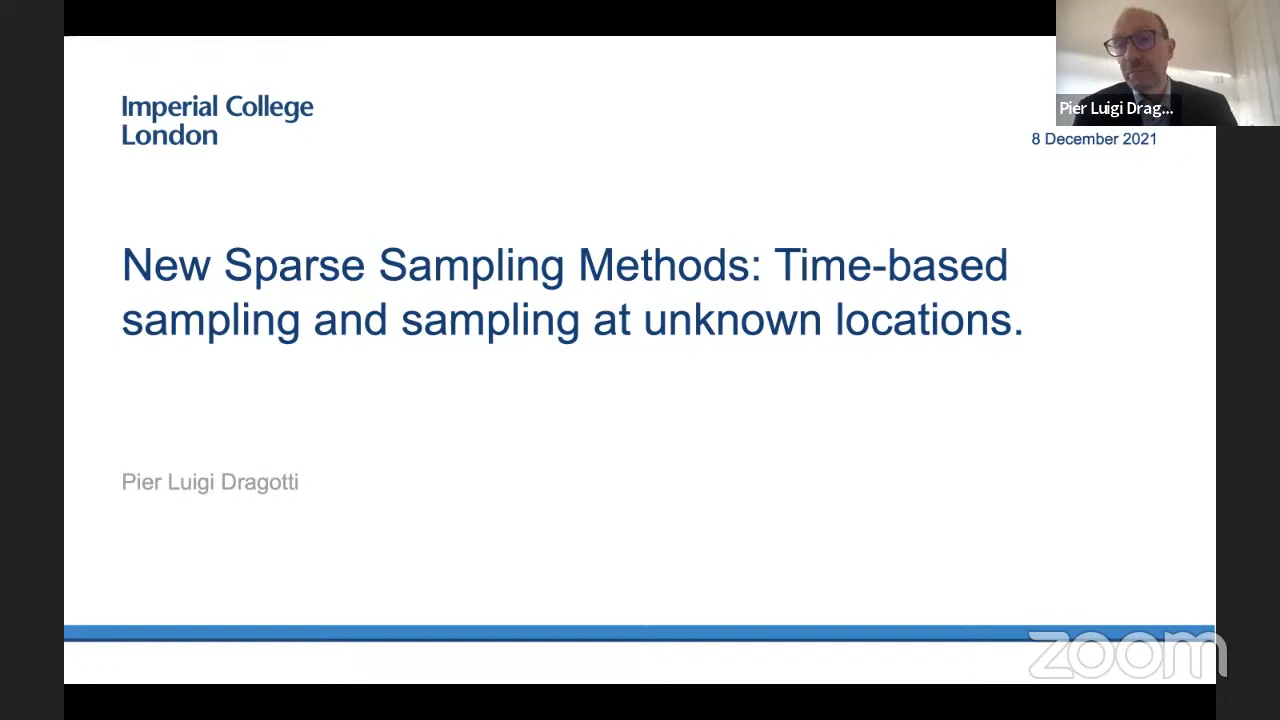 Imperial College
London
Pier Luigi Drag...
8 December 2021
New Sparse Sampling Methods: Time-based
sampling and sampling at unknown locations.
Pier Luigi Dragotti
zoom